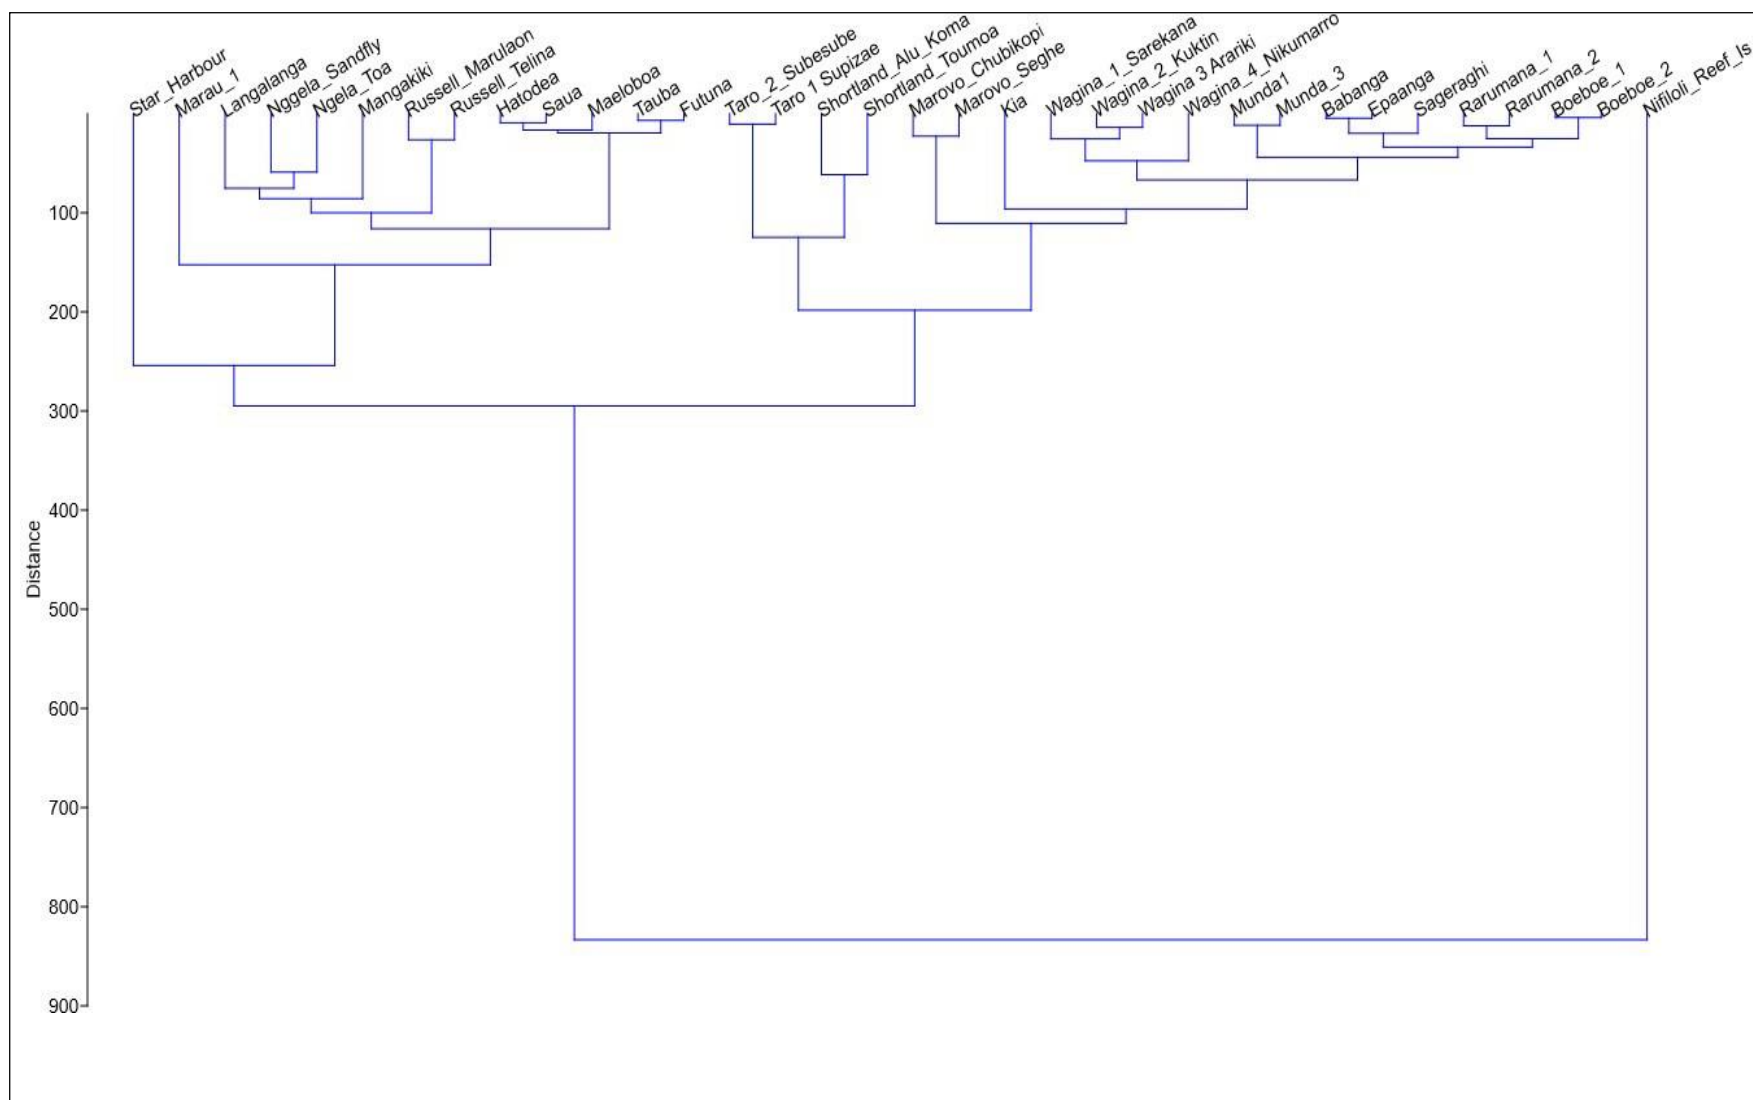 Star_Harbour
Marau_1
Langalanga
Nggela_Sandfly
Ngela_Toa
Mangakiki
Russell_Marulaon
Russell_Telina
Hatodea
Saua
Maeloboa
Tauba
Futuna
Taro_2_Subesube
Taro 1 Supizae
Shortland_Alu_Koma
Shortland_Toumoa
Marovo_Chubikopi
Marovo_Seghe
Kia
Wagina_1_Sarekana
Wagina_2_Kuktin
Wagina 3 Arariki
Wagina_4_Nikumarro
Munda1
Munda_3
Babanga
Epaanga
Sageraghi
Rarumana_1
Rarumana_2
Boeboe_1
Boeboe_2
Nifiloli_Reef_Is
100
200
300
400
500
600
700
800
900
Distance